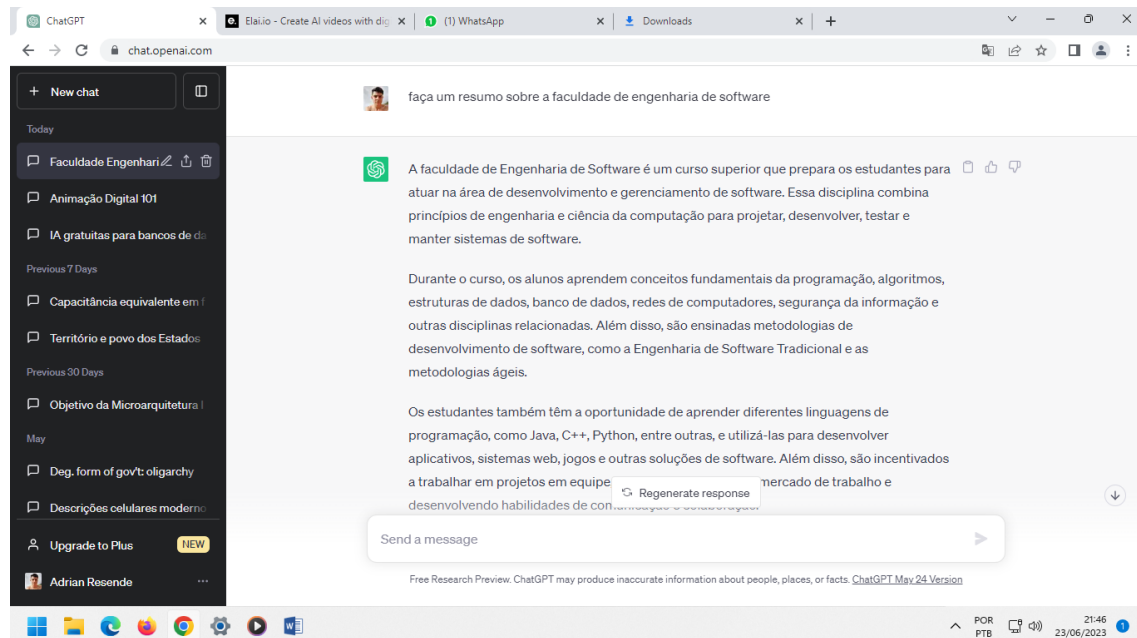 ChatGPT
Elai.io - Create AI videos with dig
(1) WhatsApp
Downloads
chat.openai.com
New chat
Today
Faculdade Engenhari
Animação Digital 101
IA gratuitas para bancos de da
Previous 7 Days
Capacitância equivalente em f
Território e povo dos Estados
Previous 30 Days
Objetivo da Microarquitetura
May
Deg. form of gov't: oligarchy
Descrições celulares moderno
Upgrade to Plus NEW
Adrian Resende
faça um resumo sobre a faculdade de engenharia de software
A faculdade de Engenharia de Software é um curso superior que prepara os estudantes para
atuar na área de desenvolvimento e gerenciamento de software. Essa disciplina combina
princípios de engenharia e ciência da computação para projetar, desenvolver, testar e
manter sistemas de software.
Durante o curso, os alunos aprendem conceitos fundamentais da programação, algoritmos,
estruturas de dados, banco de dados, redes de computadores, segurança da informação e
outras disciplinas relacionadas. Além disso, são ensinadas metodologias de
desenvolvimento de software, como a Engenharia de Software Tradicional e as
metodologias ágeis.
Os estudantes também têm a oportunidade de aprender diferentes linguagens de
programação, como Java, C++, Python, entre outras, e utilizá-las para desenvolver
aplicativos, sistemas web, jogos e outras soluções de software. Além disso, são incentivados
a trabalhar em projetos em equipe mercado de trabalho e
desenvolvendo habilidades de comunicação e colaboração.
Regenerate response
Send a message
Free Research Preview. ChatGPT may produce inaccurate information about people, places, or facts. ChatGPT May 24 Version
POR
PTB
21:46
23/06/2023
1